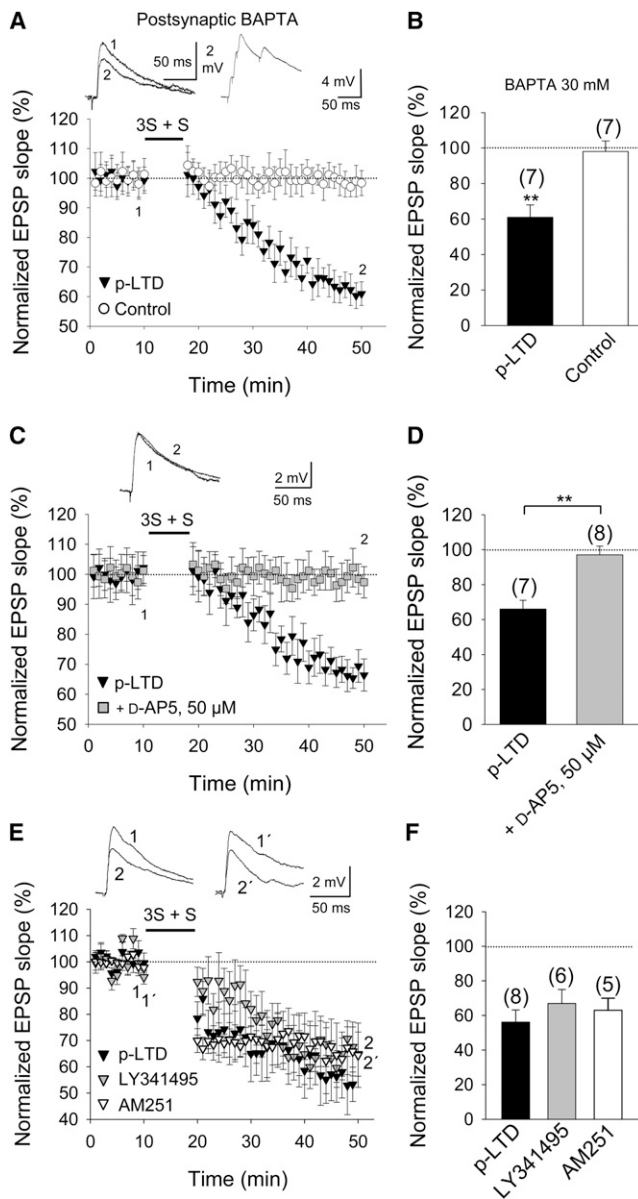 A
Postsynaptic BAPTA
1
2
50 ms
2 mV
4 mV
50 ms
Normalized EPSP slope (%)
120
110
100
90
80
70
60
50
3S + S
1
2
p-LTD
Control
0 10 20 30 40 50
Time (min)
B
BAPTA 30 mM
Normalized EPSP slope (%)
120
100
80
60
40
20
0
(7)
**
(7)
p-LTD
Control
C
1
2
2 mV
50 ms
Normalized EPSP slope (%)
120
110
100
90
80
70
60
50
3S + S
1
2
p-LTD
+ D-AP5, 50 µM
0 10 20 30 40 50
Time (min)
D
Normalized EPSP slope (%)
120
100
80
60
40
20
0
**
(7)
(8)
p-LTD
+ D-AP5, 50 µM
E
1
2
1´
2´
2 mV
50 ms
Normalized EPSP slope (%)
120
110
100
90
80
70
60
50
40
3S + S
1
1´
2
2´
p-LTD
LY341495
AM251
0 10 20 30 40 50
Time (min)
F
Normalized EPSP slope (%)
120
100
80
60
40
20
0
(8)
(6)
(5)
p-LTD
LY341495
AM251